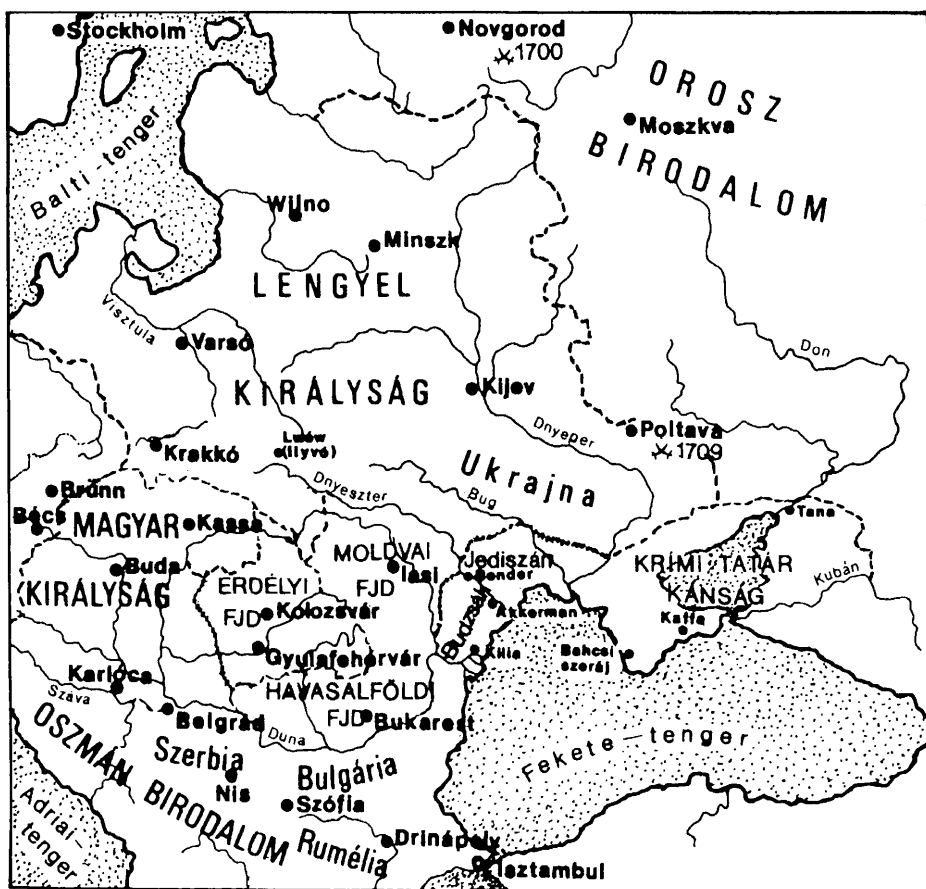 Stockholm
Novgorod
1700
OROSZ
BIRODALOM
Moszkva
Balti-tenger
Wilno
Minszk
LENGYEL
Visztula
Varsó
Don
KIRÁLYSÁG
Kijev
Dnyeper
Poltava
1709
Krakkó
Lwów
(Ilyvó)
Ukrajna
Dnyeszter
Bug
Brünn
Bécs
MAGYAR
Kassa
Tana
MOLDVAI
FJD
Iasi
Jediszán
Bender
KRÍMI TATÁR
KÁNSÁG
Kubán
Buda
KIRÁLYSÁG
ERDÉLYI
FJD
Kolozsvár
Budzsák
Akkerman
Kaffa
Gyulafehérvár
Kilia
Bahcsi
szeráj
Karlóca
Száva
HAVASALFÖLDI
FJD
Bukarest
Belgrád
Duna
OSZMÁN
BIRODALOM
Szerbia
Nis
Bulgária
Fekete-tenger
Szófia
Adriai-
tenger
Rumélia
Drinápoly
Isztambul